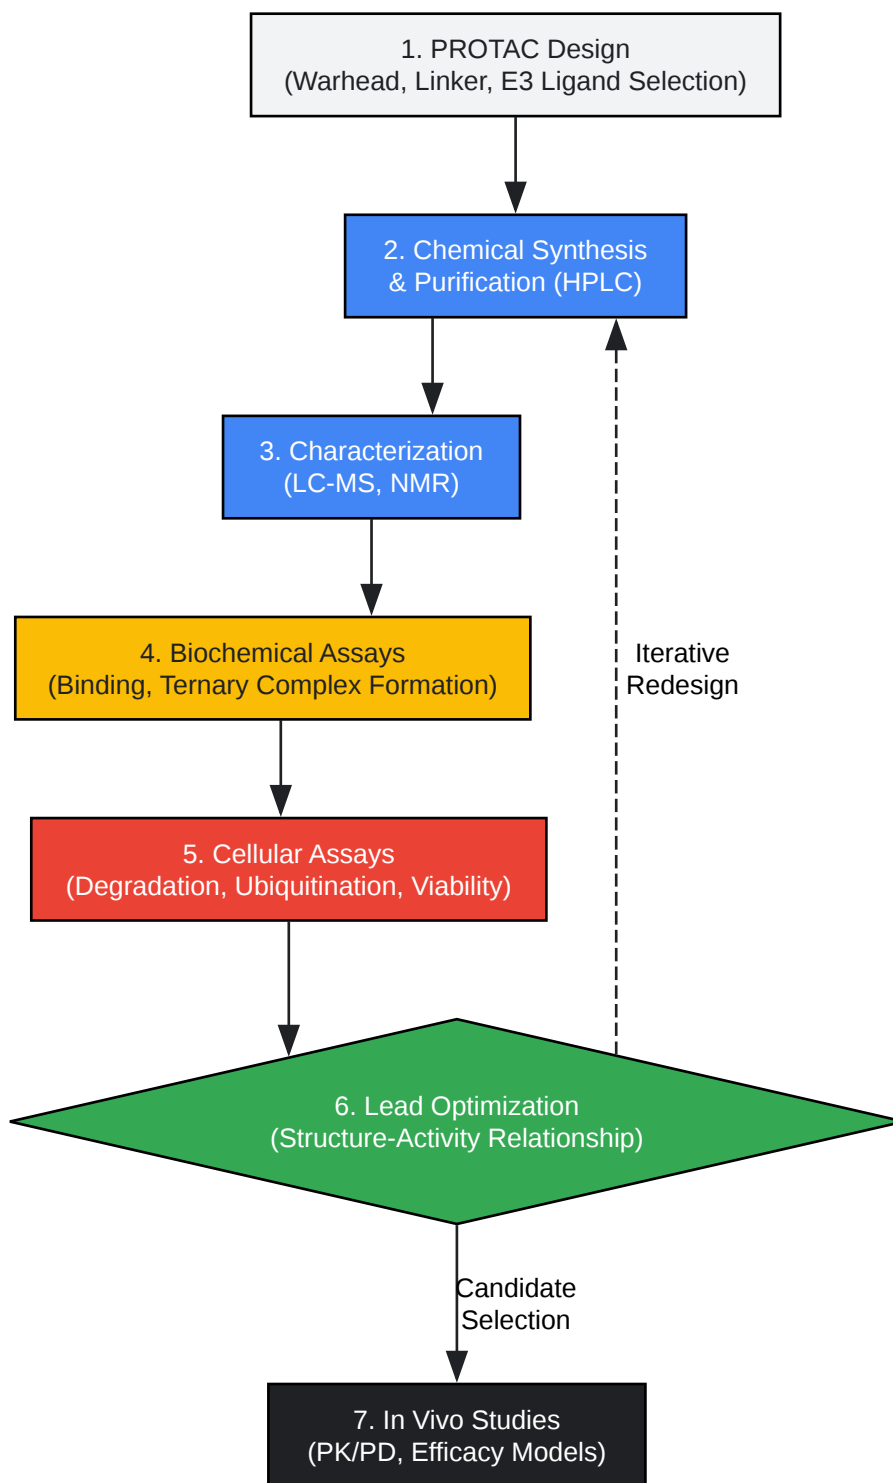 1. PROTAC Design
(Warhead, Linker, E3 Ligand Selection)
2. Chemical Synthesis
& Purification (HPLC)
3. Characterization
(LC-MS, NMR)
4. Biochemical Assays
(Binding, Ternary Complex Formation)
Iterative
Redesign
5. Cellular Assays
(Degradation, Ubiquitination, Viability)
6. Lead Optimization
(Structure-Activity Relationship)
Candidate
Selection
7. In Vivo Studies
(PK/PD, Efficacy Models)